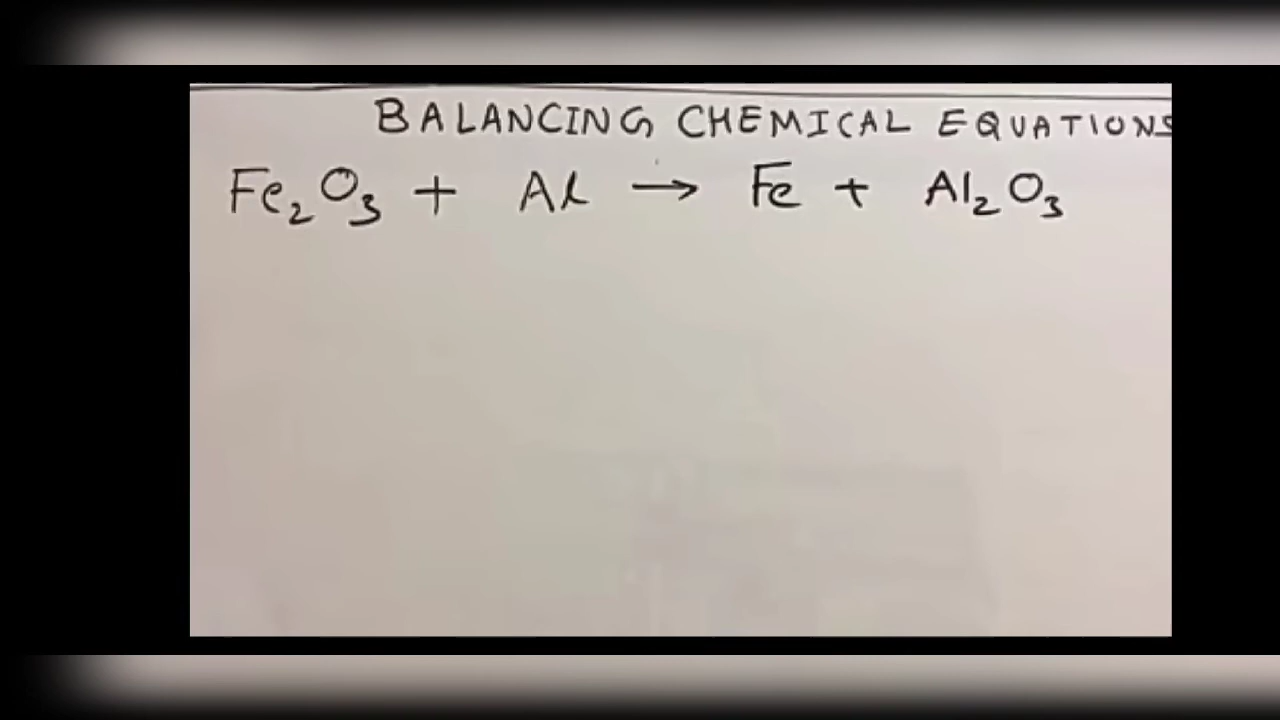 BALANCING CHEMICAL EQUATIONS
Fe₂O₃ + Al → Fe + Al₂O₃